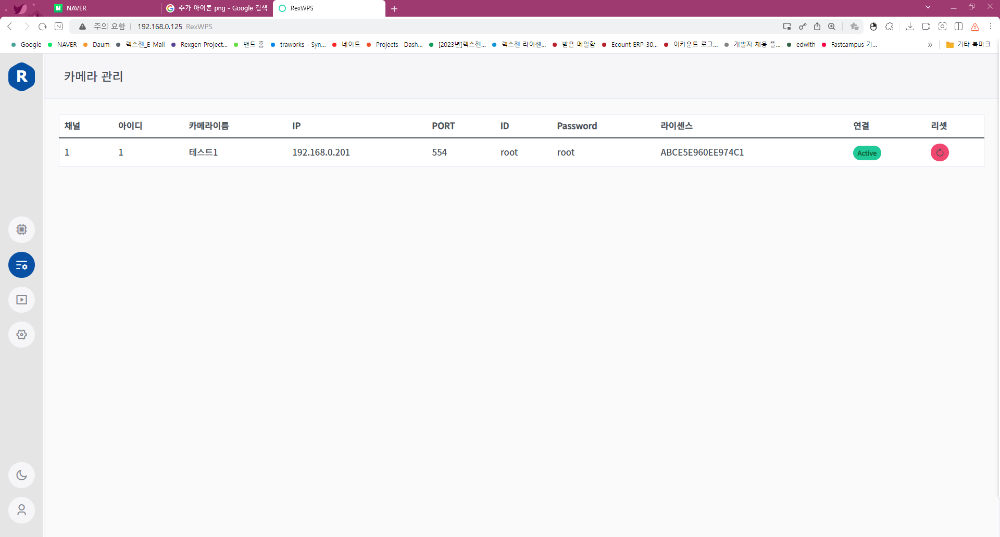 NAVER 추가 아이콘 png - Google 검색 RexWPS
주의 요함 192.168.0.125 RexWPS
Google NAVER Daum 렉스젠_E-Mail Rexgen Project... 밴드 홈 traworks - Syn... 네이트 Projects · Dash... [2023년]렉스젠... 렉스젠 라이센... 받은 메일함 Ecount ERP-30... 이카운트 로그... 개발자 채용 플... edwith Fastcampus 기... » 기타 북마크
R
카메라 관리
채널 아이디 카메라이름 IP PORT ID Password 라이센스 연결 리셋
1 1 테스트1 192.168.0.201 554 root root ABCE5E960EE974C1 Active